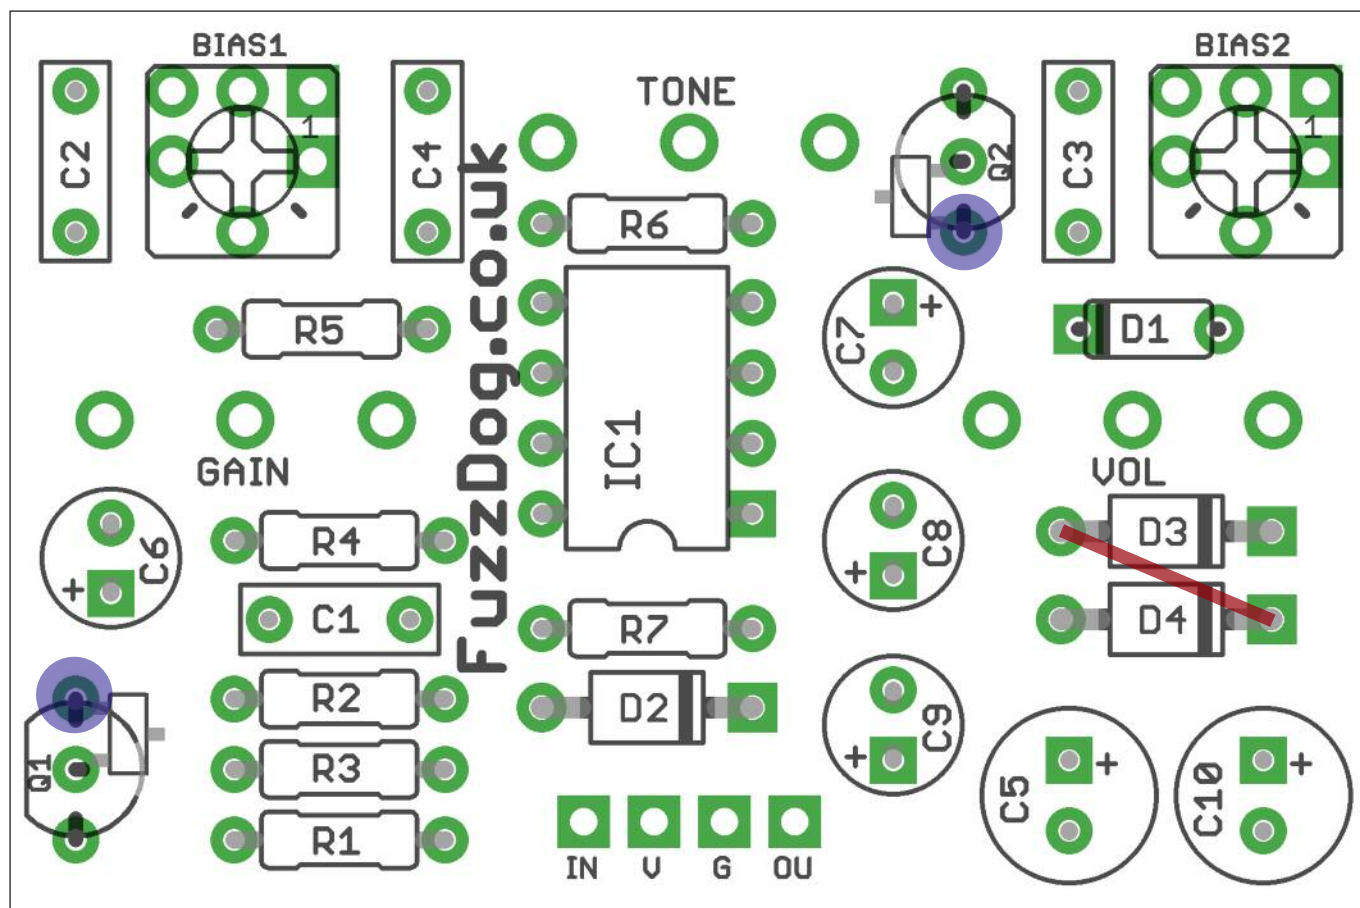 BIAS1
BIAS2
TONE
C2
1
C4
Q2
C3
1
R6
FuzzDog.co.uk
R5
C7
+
D1
IC1
GAIN
VOL
R4
C6
+
C8
+
D3
C1
R7
D4
R2
D2
C9
+
Q1
R3
C5
+
C10
+
R1
IN V G OU